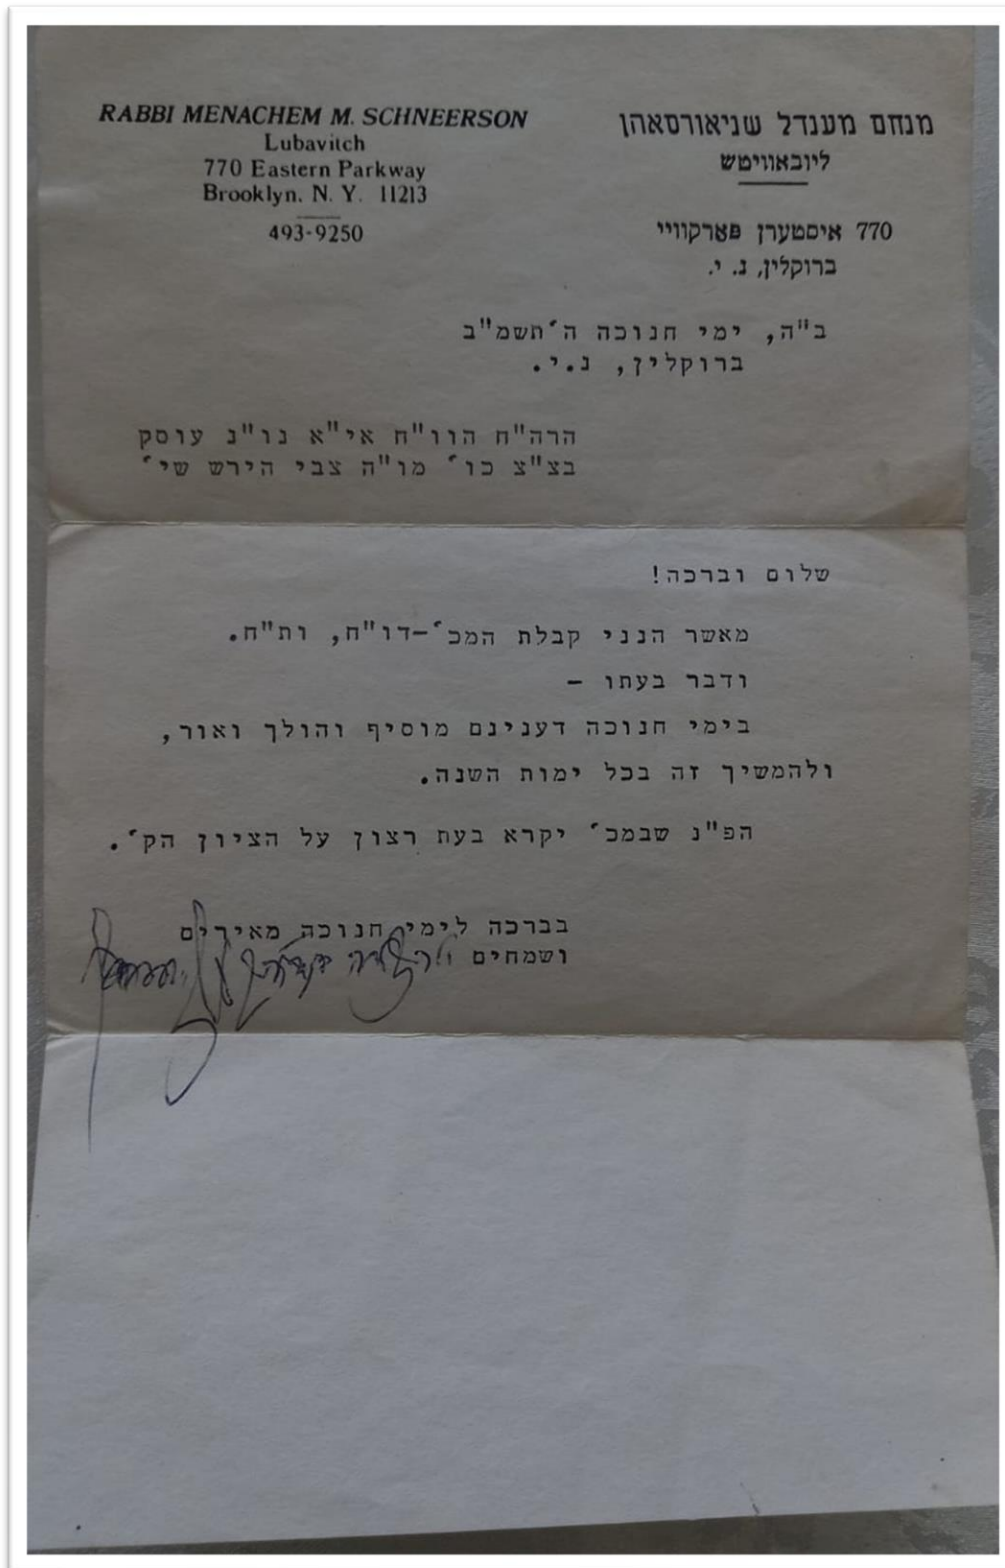 RABBI MENACHEM M. SCHNEERSON
Lubavitch
770 Eastern Parkway
Brooklyn, N. Y. 11213
493-9250
מנחם מענדל שניאורסאהן
ליובאוויטש
770 איסטערן פארקוויי
ברוקלין, נ. י.
ב"ה, ימי חנוכה ה'תשמ"ב
ברוקלין, נ.י.
הרה"ח הוו"ח אי"א נו"נ עוסק
בצ"צ כו' מו"ה צבי הירש שי'
שלום וברכה!
מאשר הנני קבלת המכ'-דו"ח, ות"ח.
ודבר בעתו -
בימי חנוכה דענינם מוסיף והולך ואור,
ולהמשיך זה בכל ימות השנה.
הפ"נ שבמכ' יקרא בעת רצון על הציון הק'.
בברכה לימי חנוכה מאירים
ושמחים